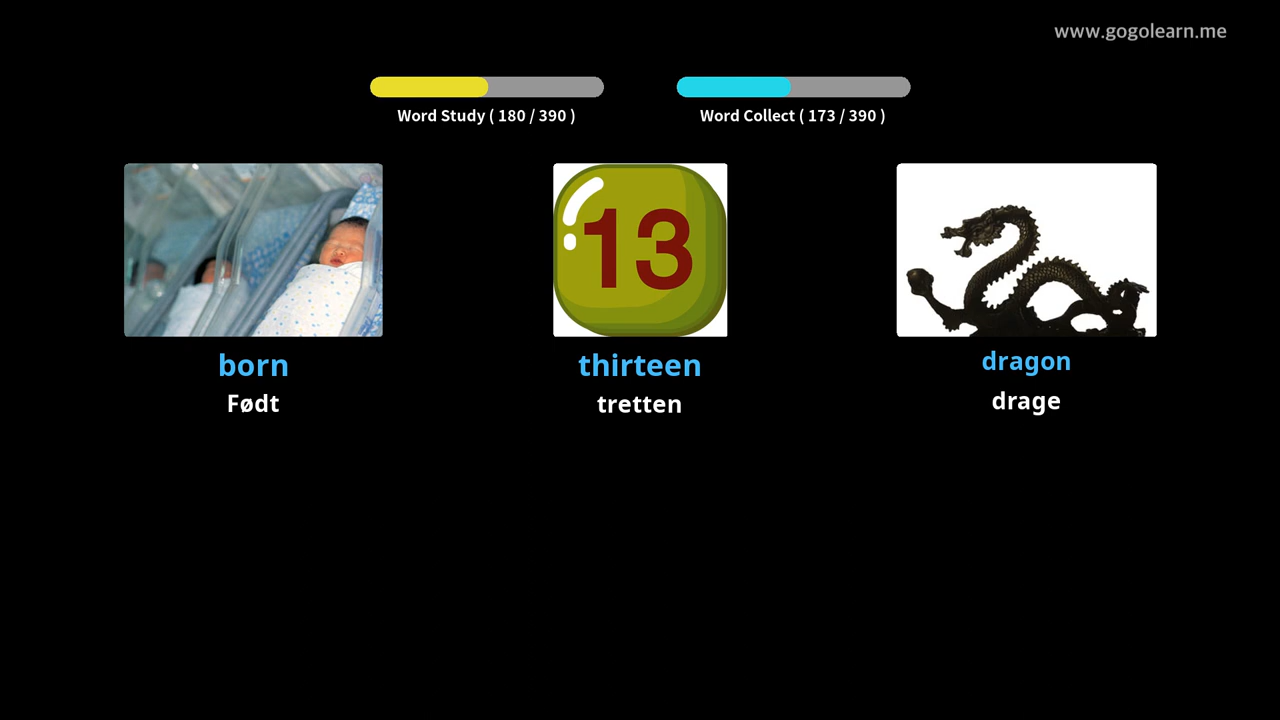 www.gogolearn.me
Word Study ( 180 / 390 )
Word Collect ( 173 / 390 )
13
born
thirteen
dragon
Født
tretten
drage